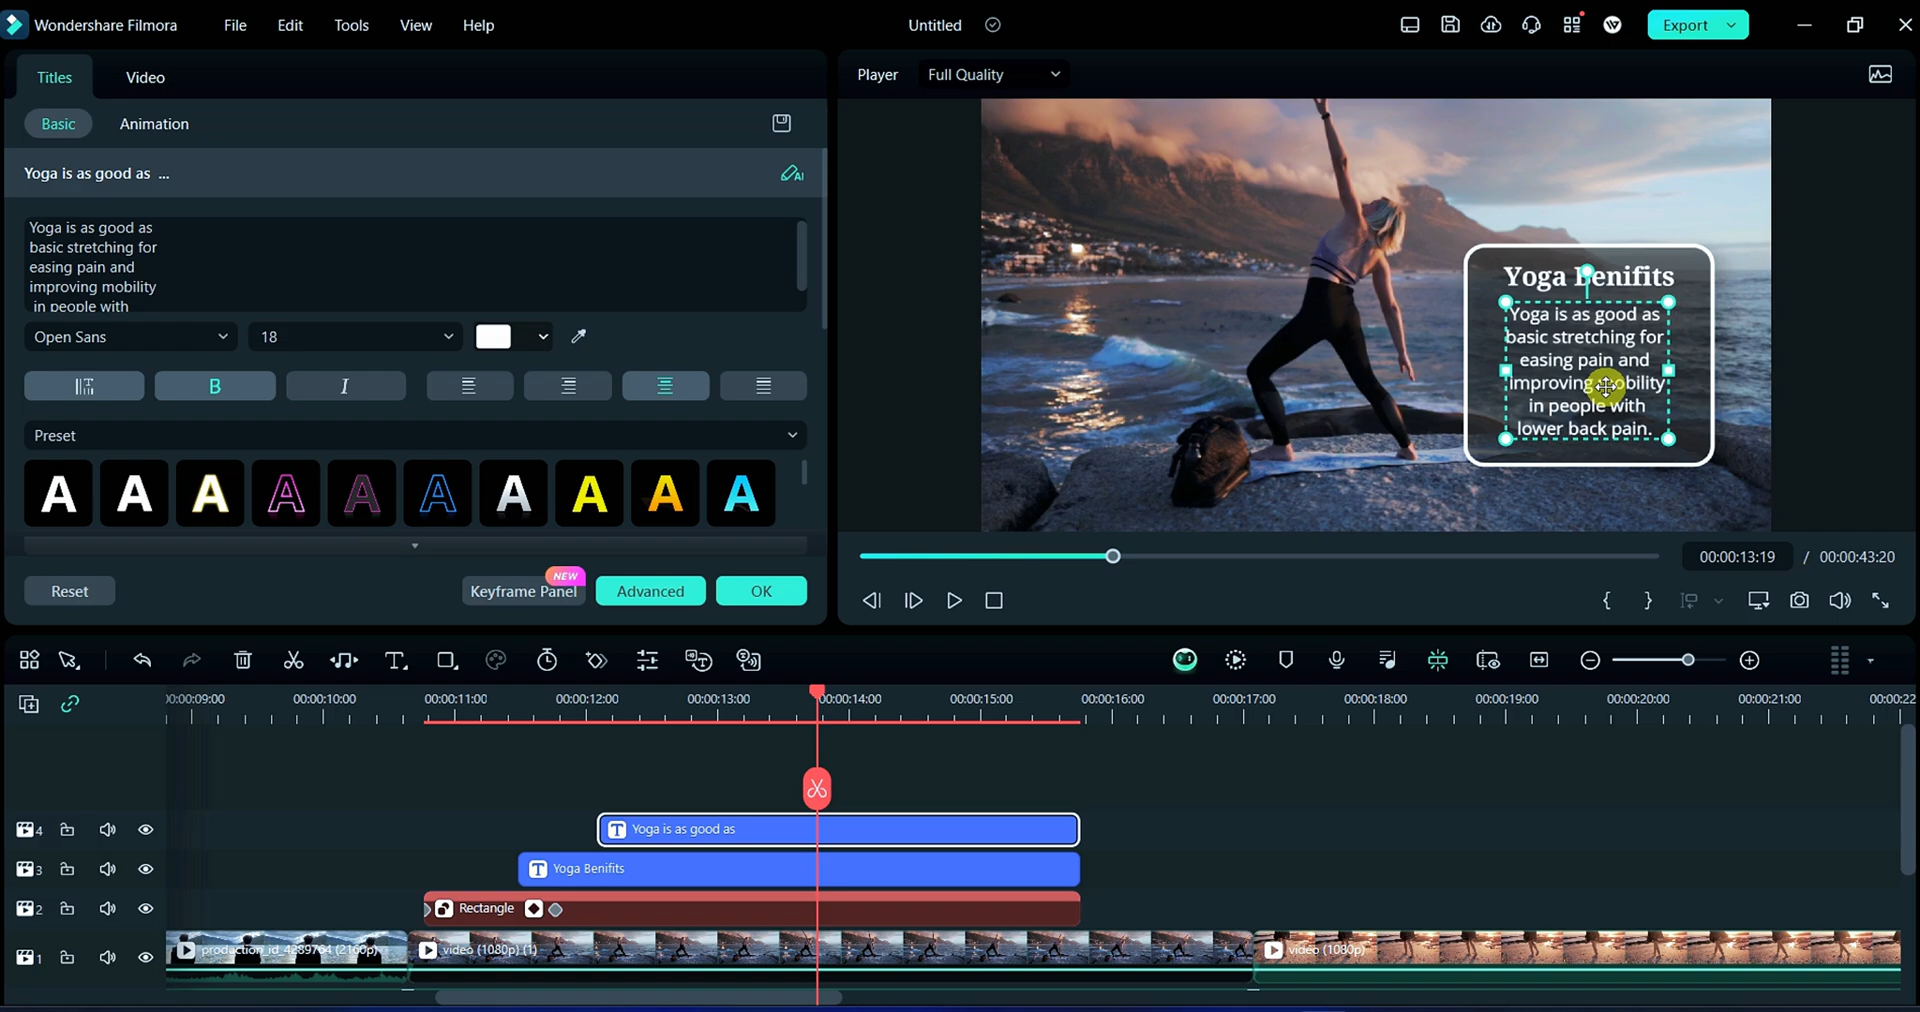 Wondershare Filmora File Edit Tools View Help Untitled Export
Titles Video
Player Full Quality
Basic Animation
Yoga is as good as ...
AI
Yoga is as good as
basic stretching for
easing pain and
improving mobility
in people with
Open Sans 18
B I
Preset
A A A A A A A A A A
Reset Keyframe Panel NEW Advanced OK
Yoga Benifits
Yoga is as good as
basic stretching for
easing pain and
improving mobility
in people with
lower back pain.
00:00:13:19 / 00:00:43:20
{ }
00:00:09:00 00:00:10:00 00:00:11:00 00:00:12:00 00:00:13:00 00:00:14:00 00:00:15:00 00:00:16:00 00:00:17:00 00:00:18:00 00:00:19:00 00:00:20:00 00:00:21:00 00:00:22
4 T Yoga is as good as
3 T Yoga Benifits
2 Rectangle
1 production_id_4289764 (2160p) video (1080p) (1) video (1080p)